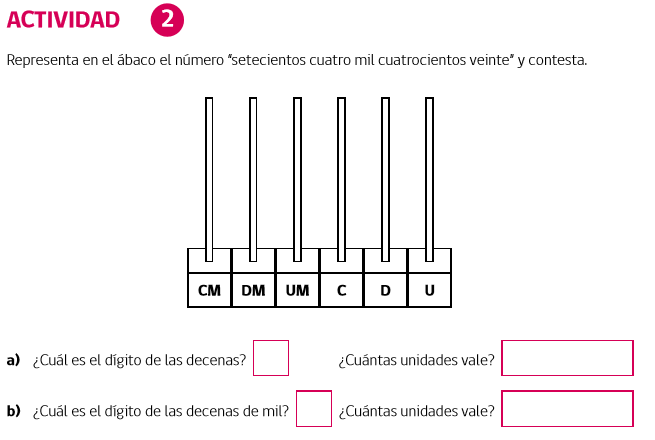 ACTIVIDAD 2
Representa en el ábaco el número "setecientos cuatro mil cuatrocientos veinte" y contesta.
CM DM UM C D U
a) ¿Cuál es el dígito de las decenas? ¿Cuántas unidades vale?
b) ¿Cuál es el dígito de las decenas de mil? ¿Cuántas unidades vale?